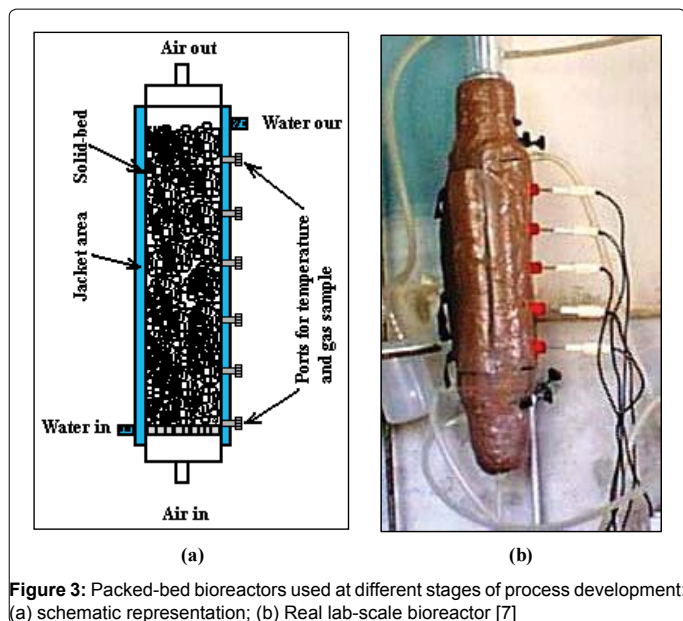 Air out
Water our
Solid-bed
Jacket area
Ports for temperature
and gas sample
Water in
Air in
(a)
(b)
Figure 3: Packed-bed bioreactors used at different stages of process development:
(a) schematic representation; (b) Real lab-scale bioreactor [7]